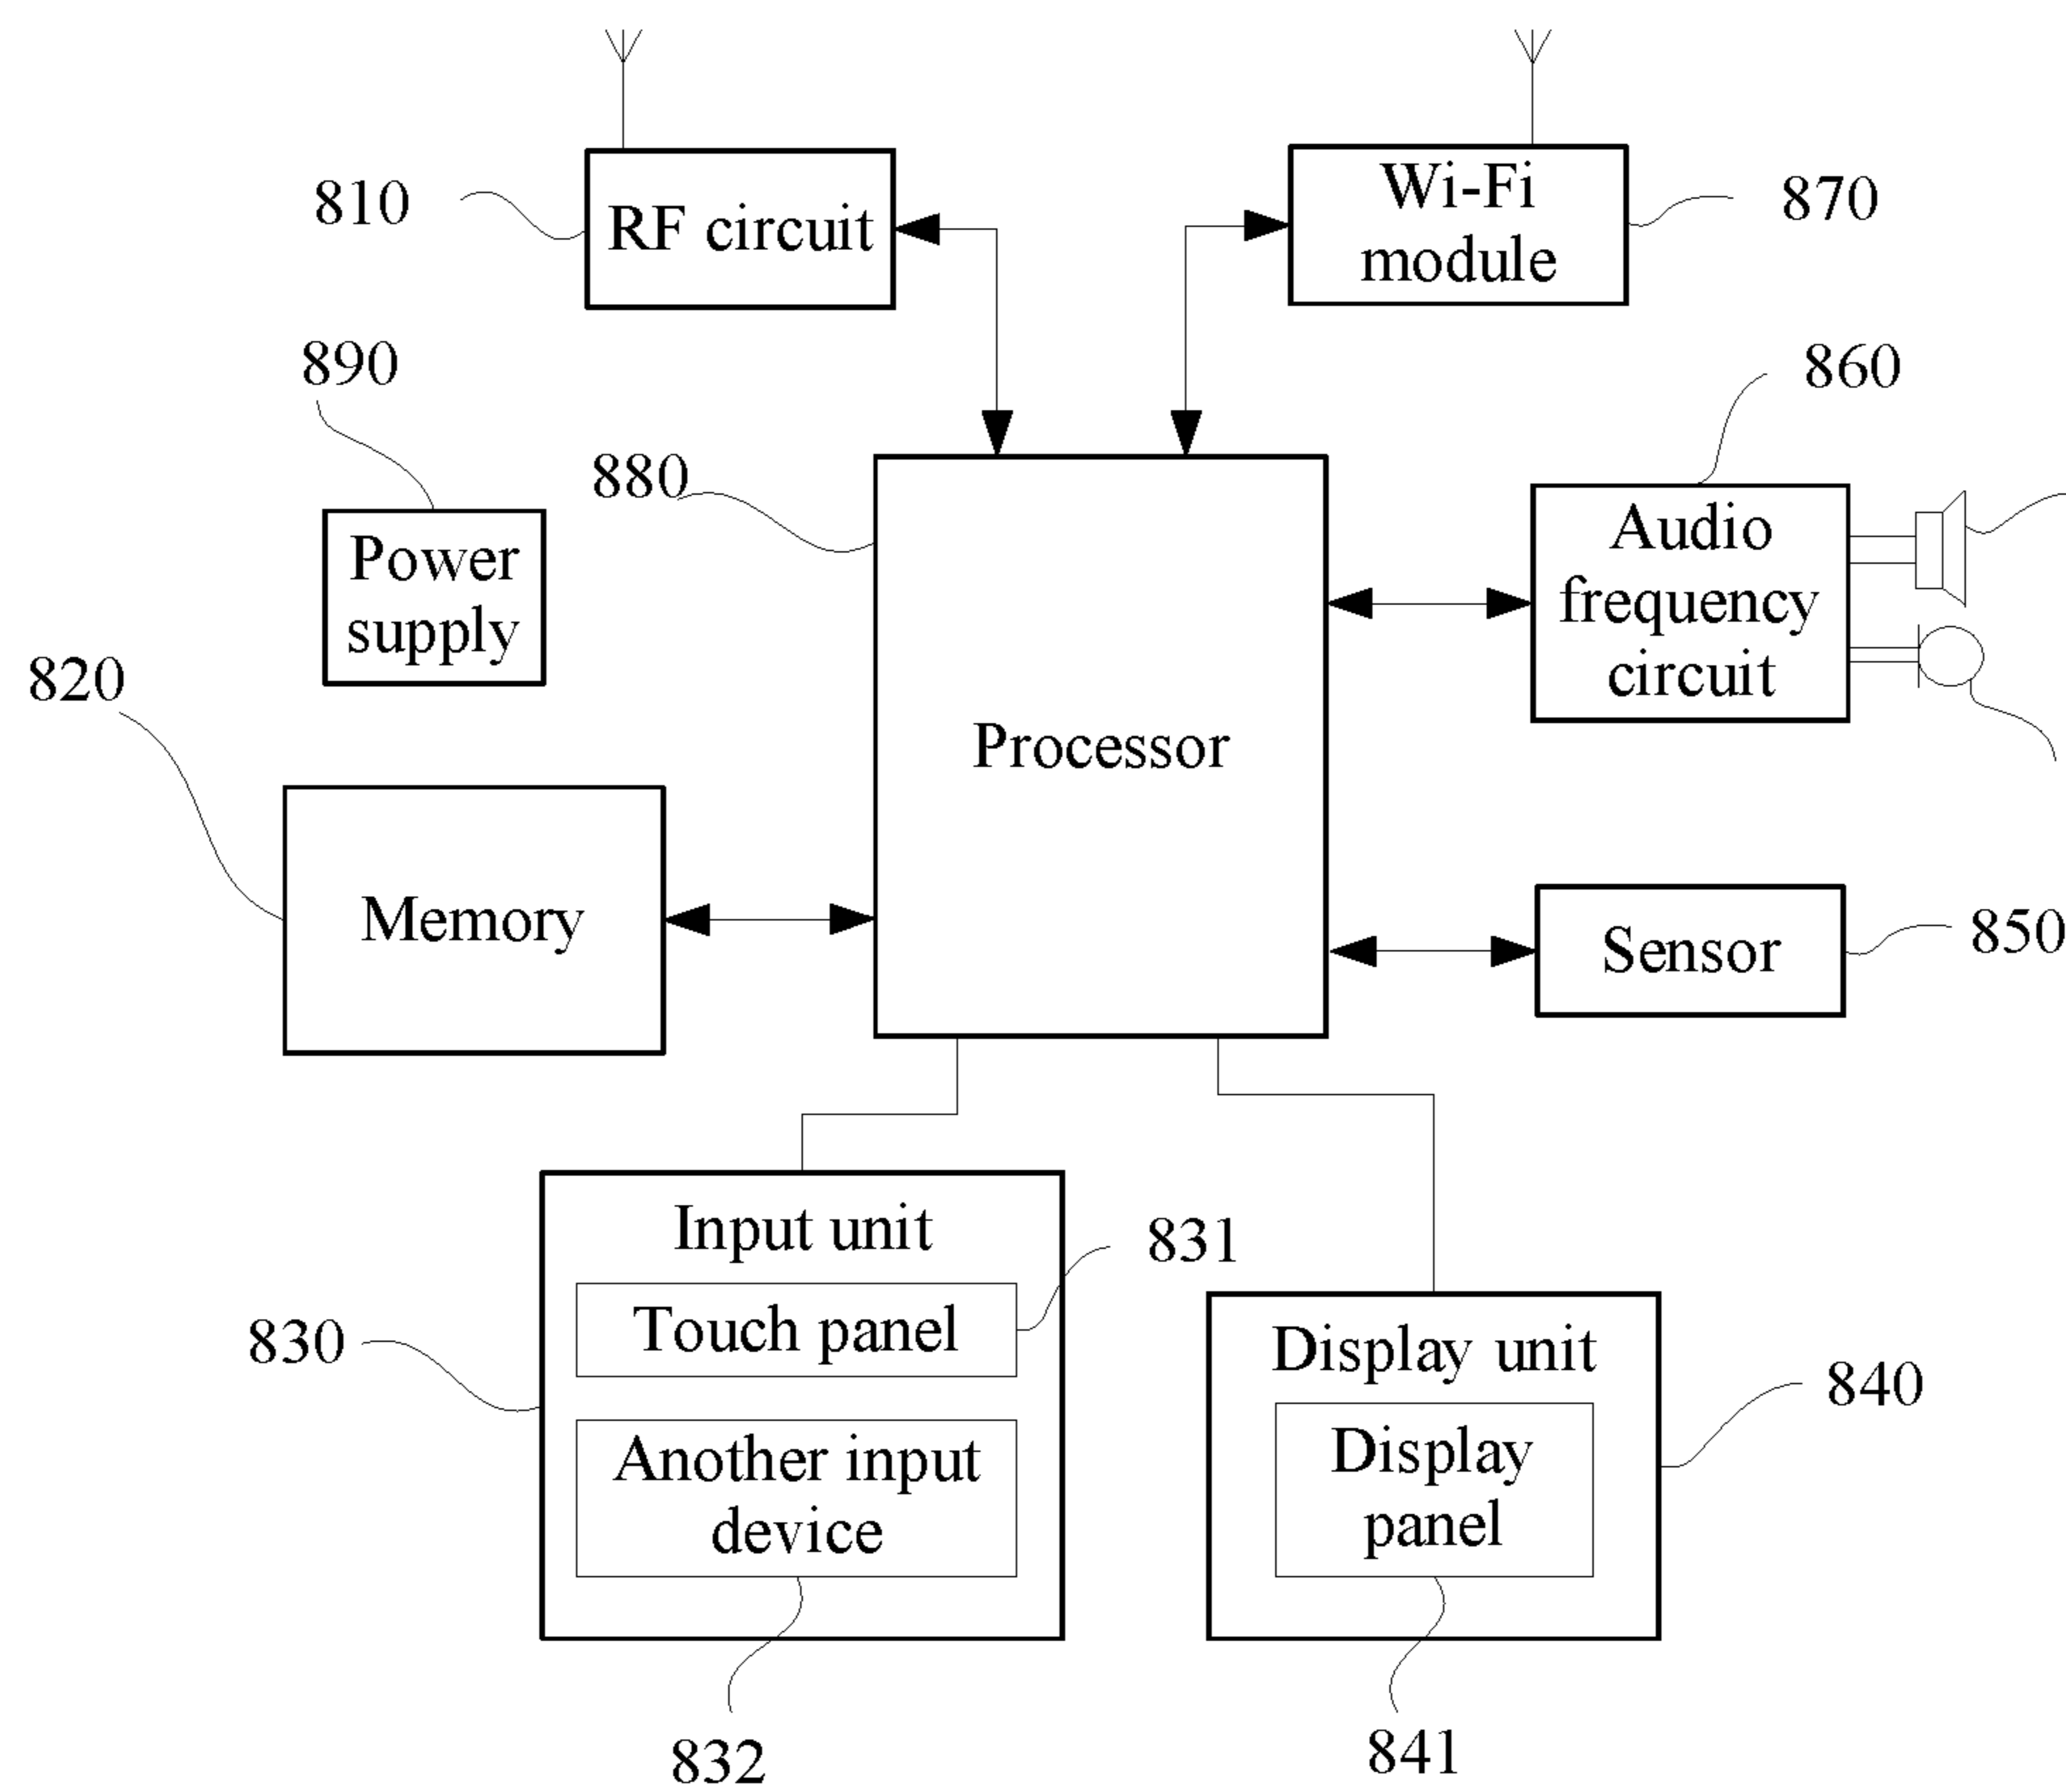 810
RF circuit
Wi-Fi
module
870
890
880
860
Power
supply
Audio
frequency
circuit
820
Processor
Memory
Sensor
850
Input unit
831
Touch panel
830
Another input
device
832
Display unit
840
Display
panel
841